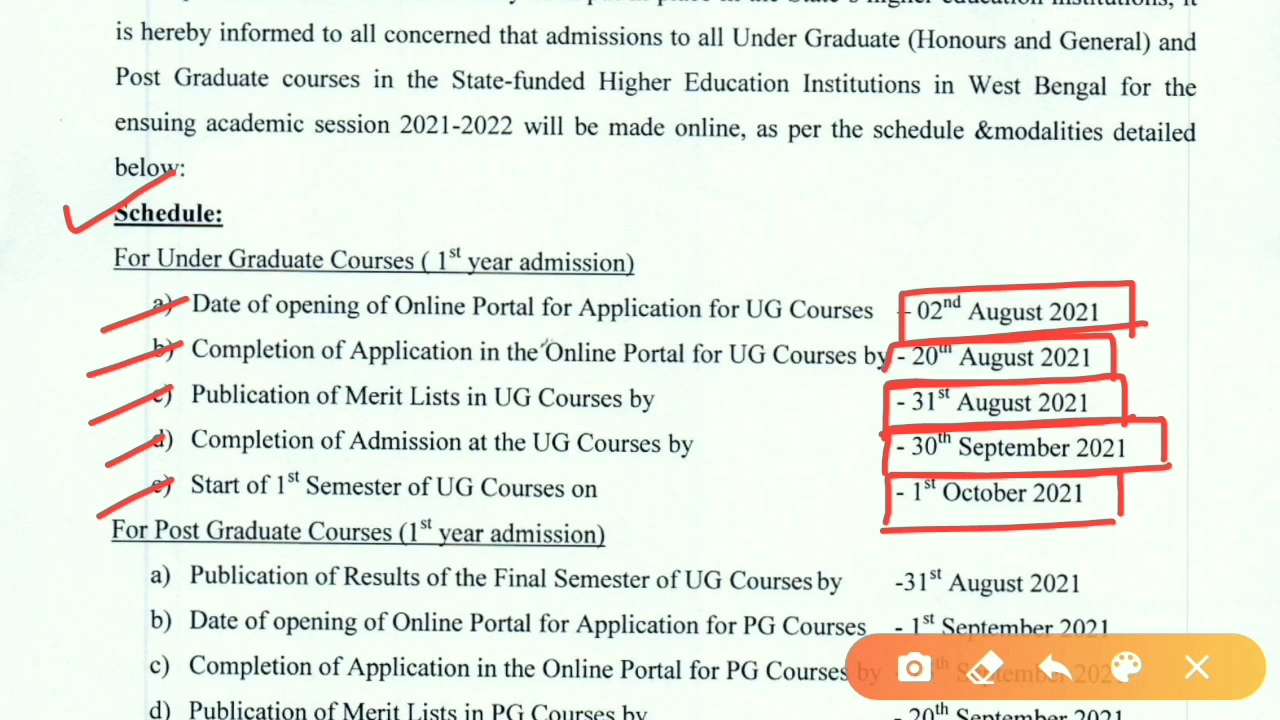 is hereby informed to all concerned that admissions to all Under Graduate (Honours and General) and
Post Graduate courses in the State-funded Higher Education Institutions in West Bengal for the
ensuing academic session 2021-2022 will be made online, as per the schedule &modalities detailed
below:
Schedule:
For Under Graduate Courses ( 1st year admission)
a) Date of opening of Online Portal for Application for UG Courses - 02nd August 2021
b) Completion of Application in the Online Portal for UG Courses by - 20th August 2021
c) Publication of Merit Lists in UG Courses by - 31st August 2021
d) Completion of Admission at the UG Courses by - 30th September 2021
e) Start of 1st Semester of UG Courses on - 1st October 2021
For Post Graduate Courses (1st year admission)
a) Publication of Results of the Final Semester of UG Courses by -31st August 2021
b) Date of opening of Online Portal for Application for PG Courses - 1st September 2021
c) Completion of Application in the Online Portal for PG Courses by - September 202
d) Publication of Merit Lists in PG Courses by - 20th September 2021